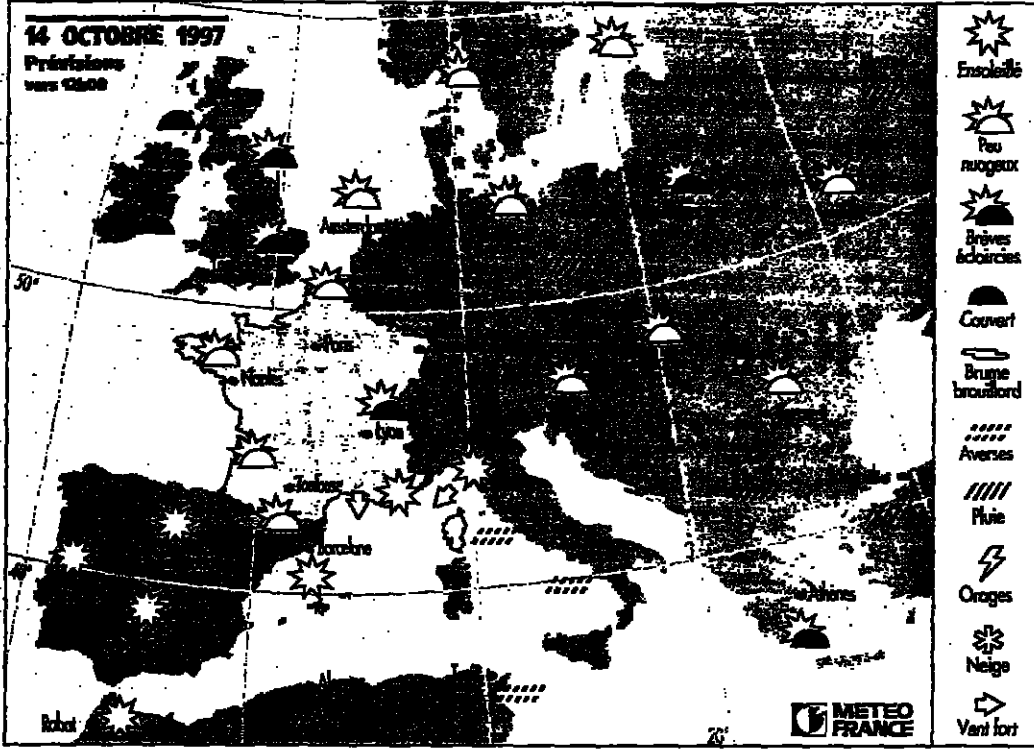 14 OCTOBRE 1997
Prévisions
vers 12h00
Amsterdam
50°
Paris
Nantes
Lyon
Toulouse
Barcelone
40°
Athènes
Rabat
20°
METEO
FRANCE
Ensoleillé
Peu
nuageux
Brèves
éclaircies
Couvert
Brume
brouillard
Averses
Pluie
Orages
Neige
Vent fort